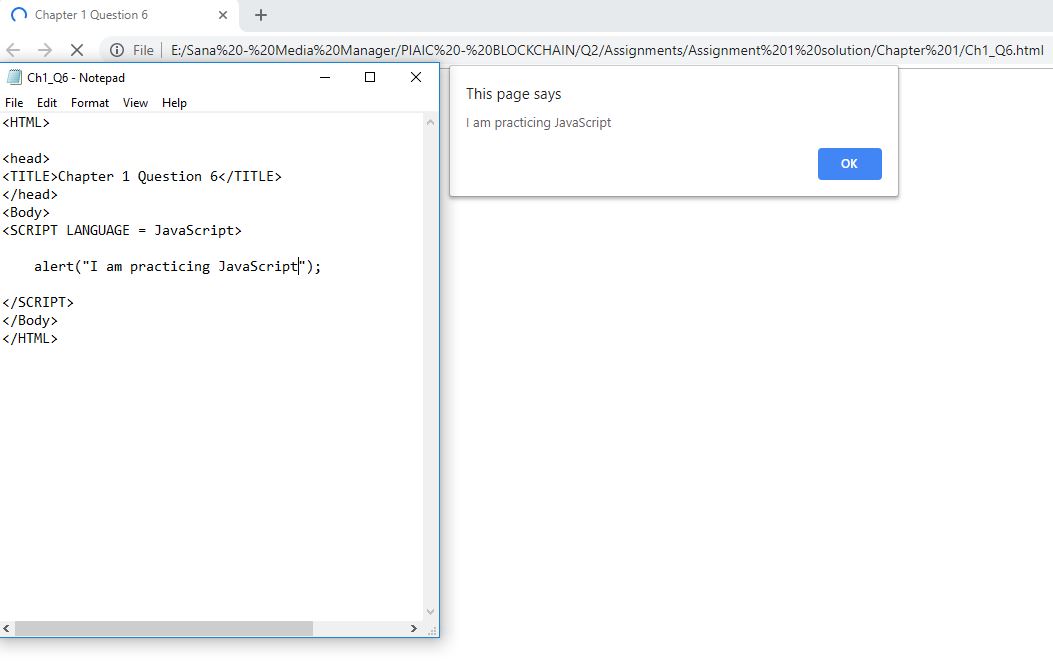 Chapter 1 Question 6
File E:/Sana%20-%20Media%20Manager/PIAIC%20-%20BLOCKCHAIN/Q2/Assignments/Assignment%201%20solution/Chapter%201/Ch1_Q6.html
Ch1_Q6 - Notepad
File Edit Format View Help
<HTML>
<head>
<TITLE>Chapter 1 Question 6</TITLE>
</head>
<Body>
<SCRIPT LANGUAGE = JavaScript>
alert("I am practicing JavaScript");
</SCRIPT>
</Body>
</HTML>
This page says
I am practicing JavaScript
OK